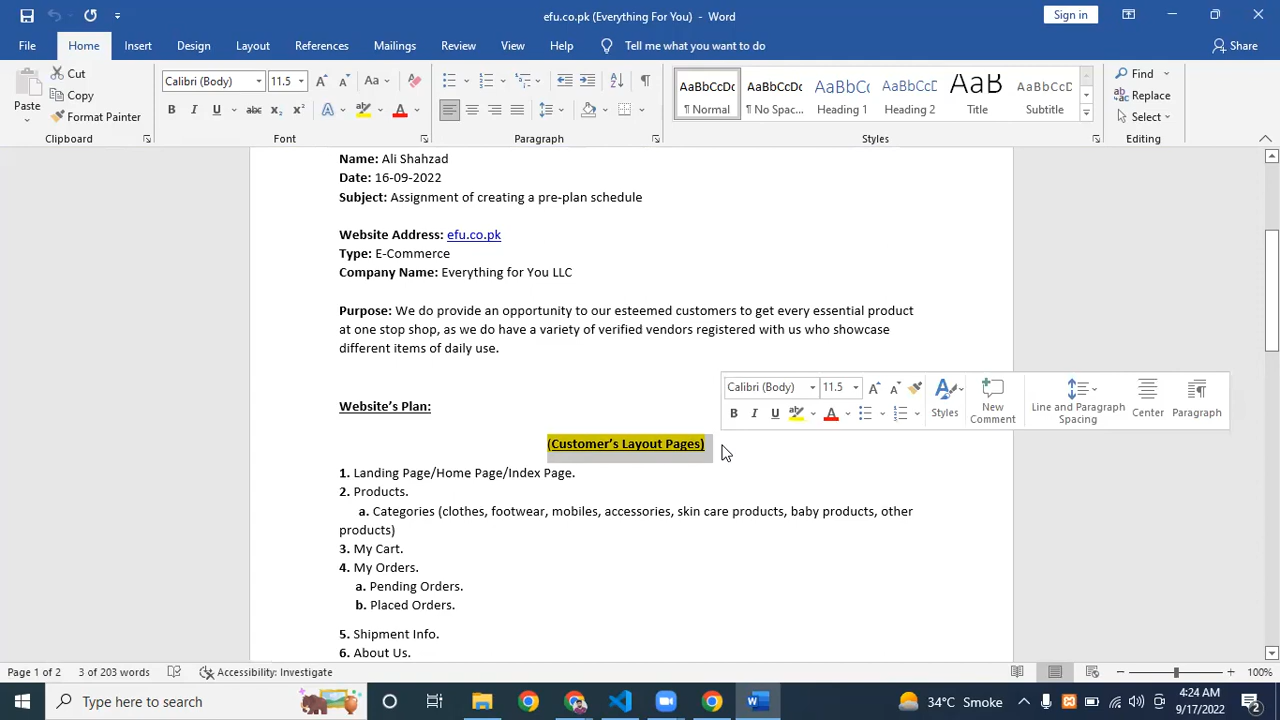 efu.co.pk (Everything For You) - Word
Sign in
File Home Insert Design Layout References Mailings Review View Help Tell me what you want to do Share
Paste
Cut
Copy
Format Painter
Clipboard
Calibri (Body) 11.5
Font
Paragraph
AaBbCcDc ¶ Normal
AaBbCcDc ¶ No Spac...
AaBbCc Heading 1
AaBbCcC Heading 2
AaB Title
AaBbCcC Subtitle
Styles
Find
Replace
Select
Editing
Name: Ali Shahzad
Date: 16-09-2022
Subject: Assignment of creating a pre-plan schedule
Website Address: efu.co.pk
Type: E-Commerce
Company Name: Everything for You LLC
Purpose: We do provide an opportunity to our esteemed customers to get every essential product
at one stop shop, as we do have a variety of verified vendors registered with us who showcase
different items of daily use.
Calibri (Body) 11.5
Styles
New Comment
Line and Paragraph Spacing
Center
Paragraph
Website’s Plan:
(Customer’s Layout Pages)
1. Landing Page/Home Page/Index Page.
2. Products.
a. Categories (clothes, footwear, mobiles, accessories, skin care products, baby products, other
products)
3. My Cart.
4. My Orders.
a. Pending Orders.
b. Placed Orders.
5. Shipment Info.
6. About Us.
Page 1 of 2 3 of 203 words Accessibility: Investigate 100%
Type here to search
34°C Smoke
4:24 AM
9/17/2022
2